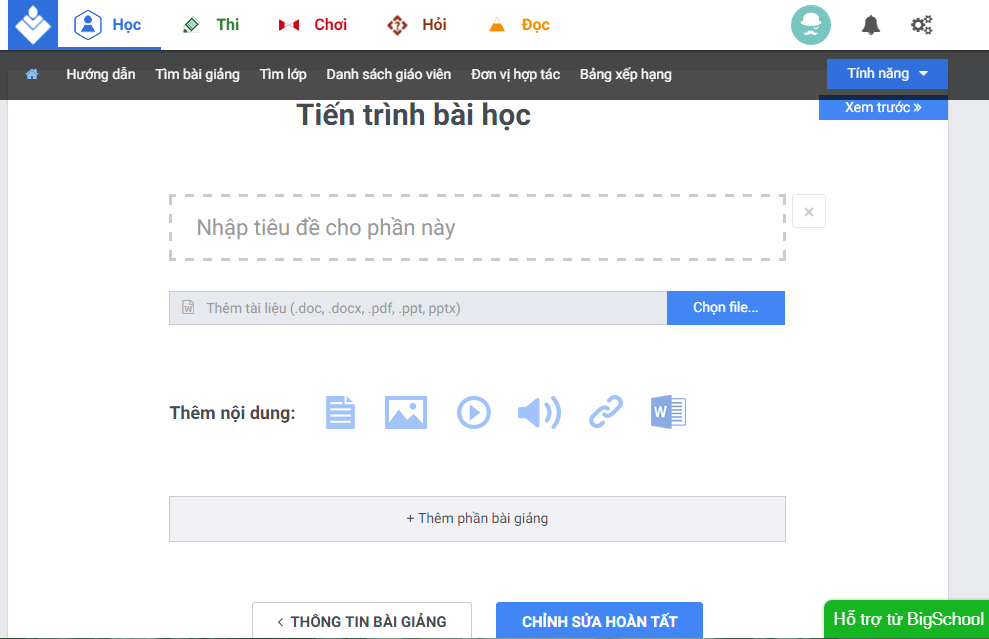 Học Thi Chơi Hỏi Đọc
Hướng dẫn Tìm bài giảng Tìm lớp Danh sách giáo viên Đơn vị hợp tác Bảng xếp hạng Tính năng
Xem trước »
Tiến trình bài học
Nhập tiêu đề cho phần này
×
Thêm tài liệu (.doc, .docx, .pdf, .ppt, pptx) Chọn file...
Thêm nội dung: W
+ Thêm phần bài giảng
‹ THÔNG TIN BÀI GIẢNG CHỈNH SỬA HOÀN TẤT
Hỗ trợ từ BigSchool